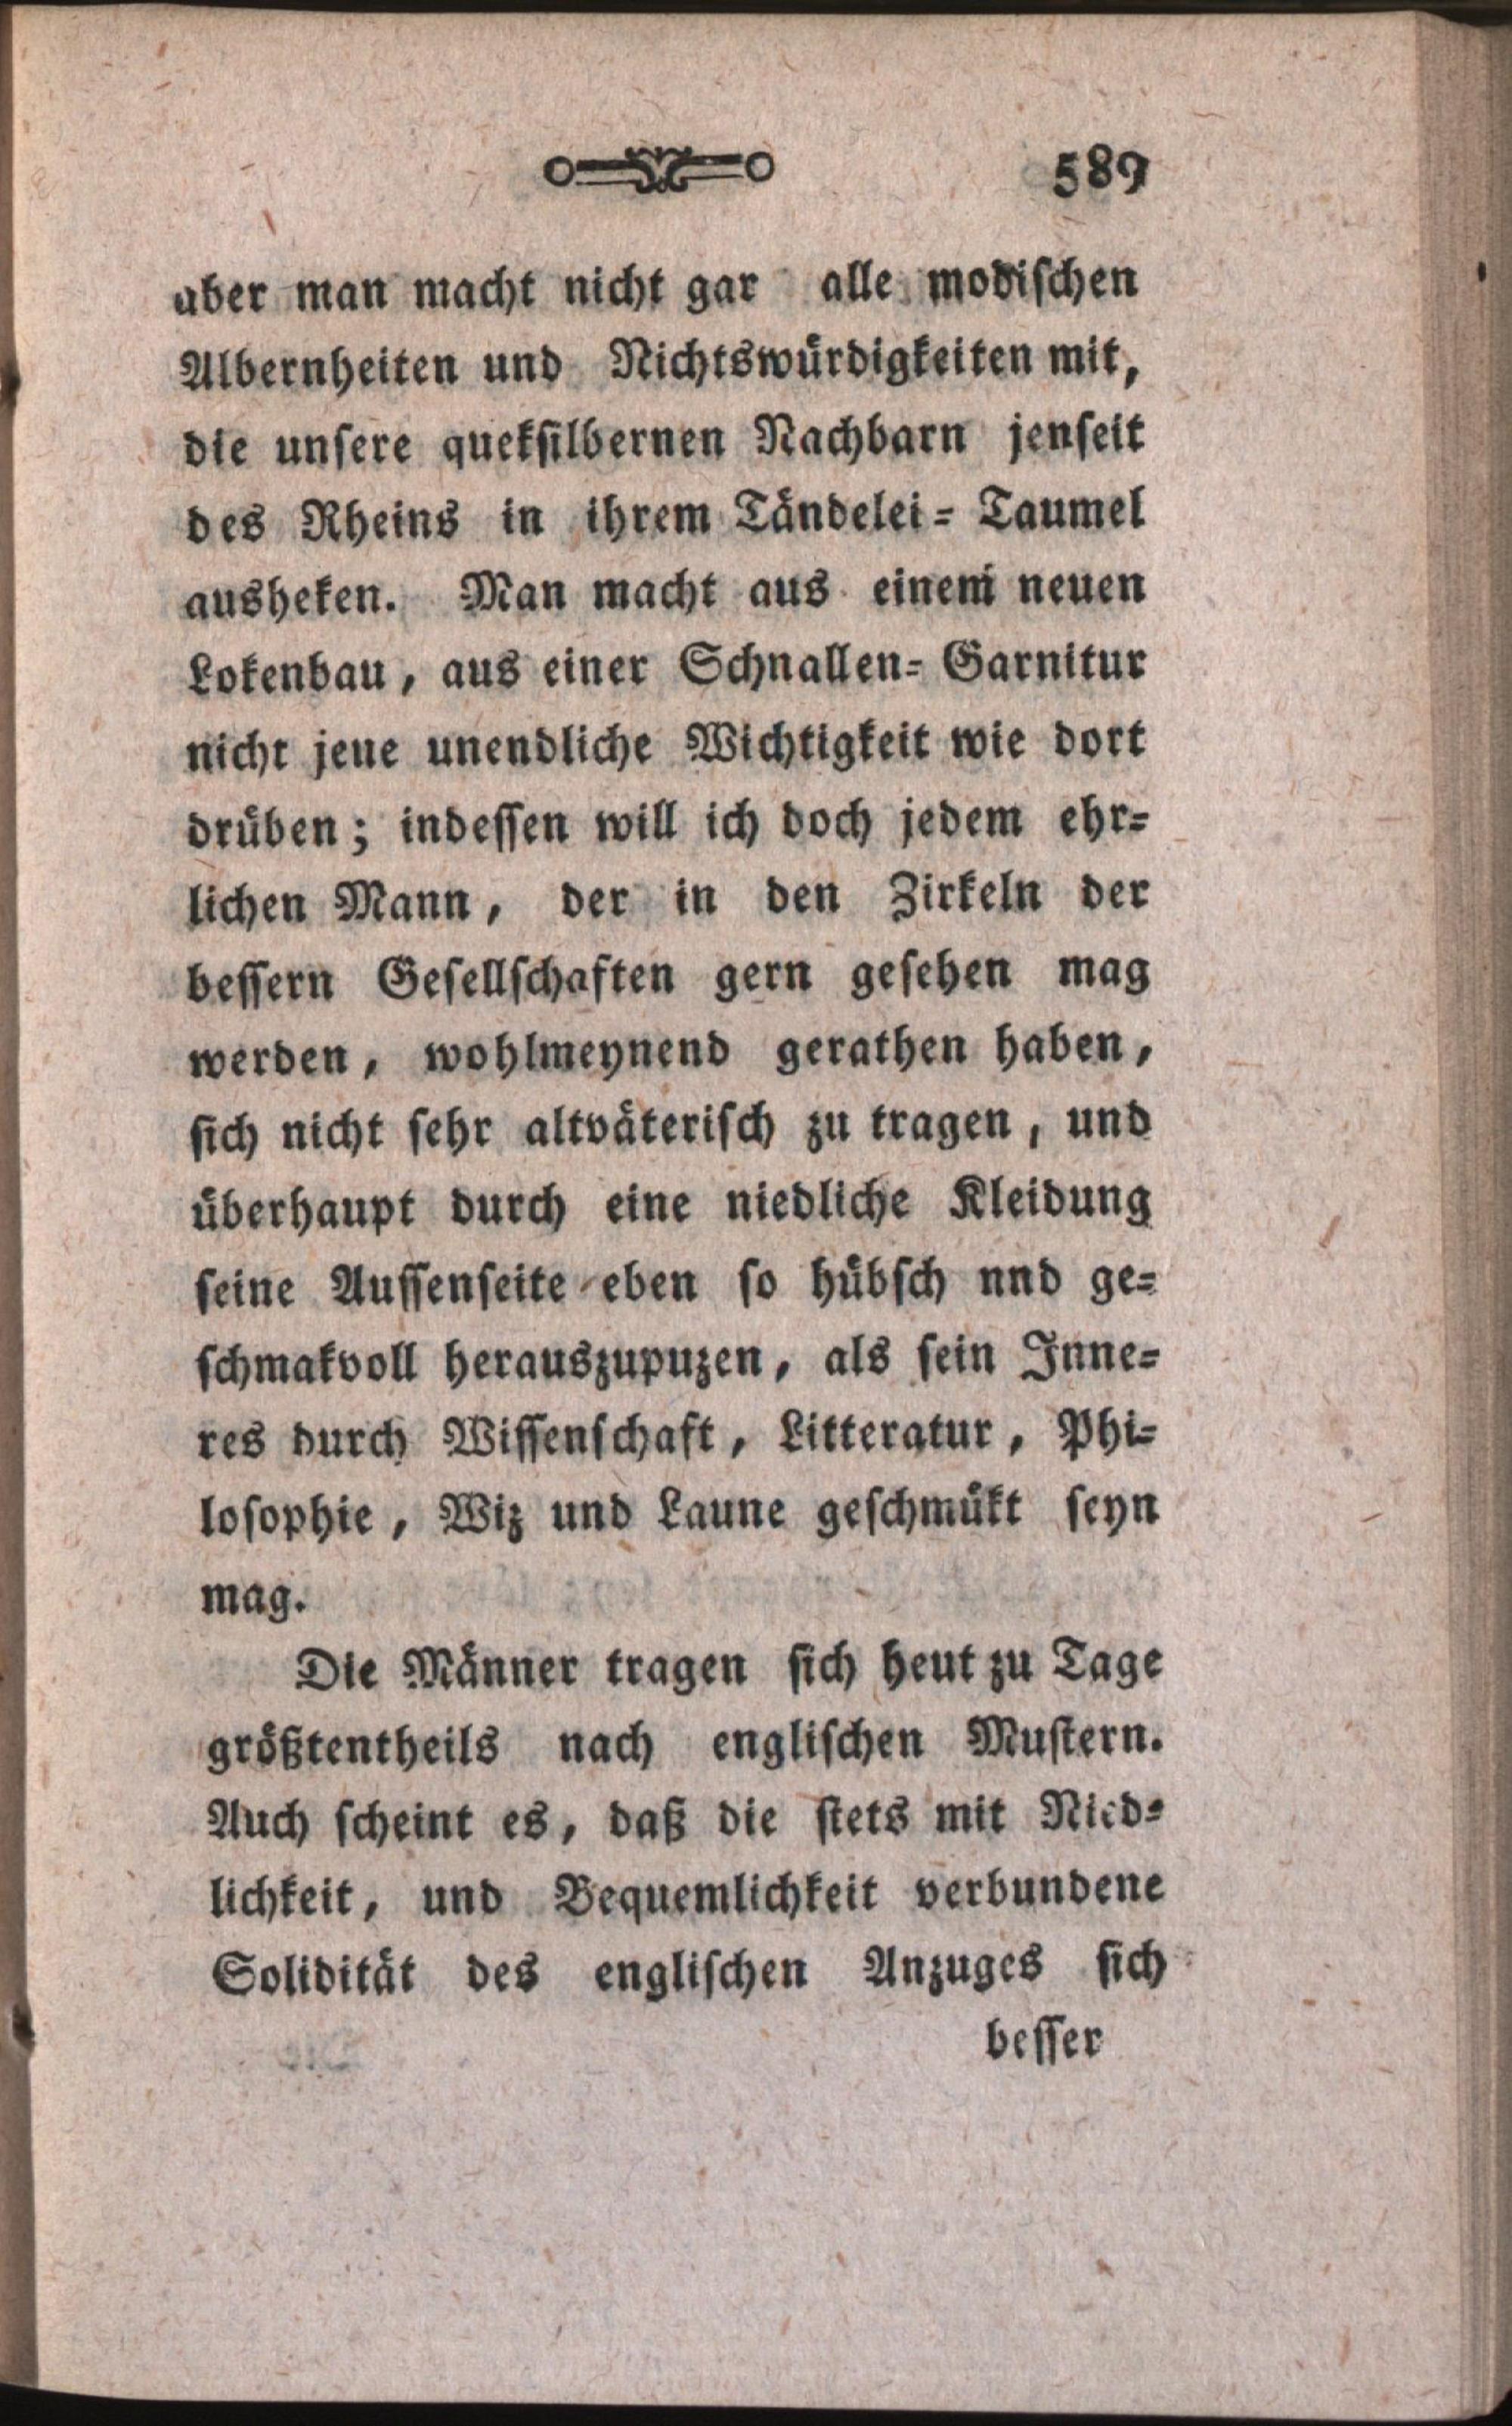 589
aber man macht nicht gar alle modischen
Albernheiten und Nichtswürdigkeiten mit,
die unsere queksilbernen Nachbarn jenseit
des Rheins in ihrem Tändelei-Taumel
ausheken. Man macht aus einem neuen
Lokenbau, aus einer Schnallen-Garnitur
nicht jene unendliche Wichtigkeit wie dort
drüben; indessen will ich doch jedem ehr-
lichen Mann, der in den Zirkeln der
bessern Gesellschaften gern gesehen mag
werden, wohlmeynend gerathen haben,
sich nicht sehr altväterisch zu tragen, und
überhaupt durch eine niedliche Kleidung
seine Aussenseite eben so hübsch nnd ge-
schmakvoll herauszupuzen, als sein Inne-
res durch Wissenschaft, Litteratur, Phi-
losophie, Wiz und Laune geschmükt seyn
mag.
Die Männer tragen sich heut zu Tage
größtentheils nach englischen Mustern.
Auch scheint es, daß die stets mit Nied-
lichkeit, und Bequemlichkeit verbundene
Solidität des englischen Anzuges sich
besser